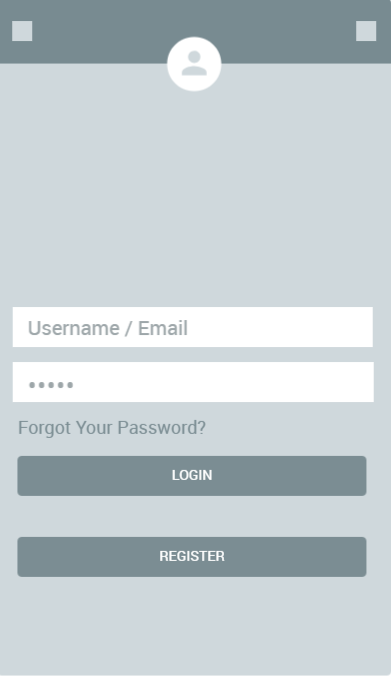 Username / Email
•••••
Forgot Your Password?
LOGIN
REGISTER